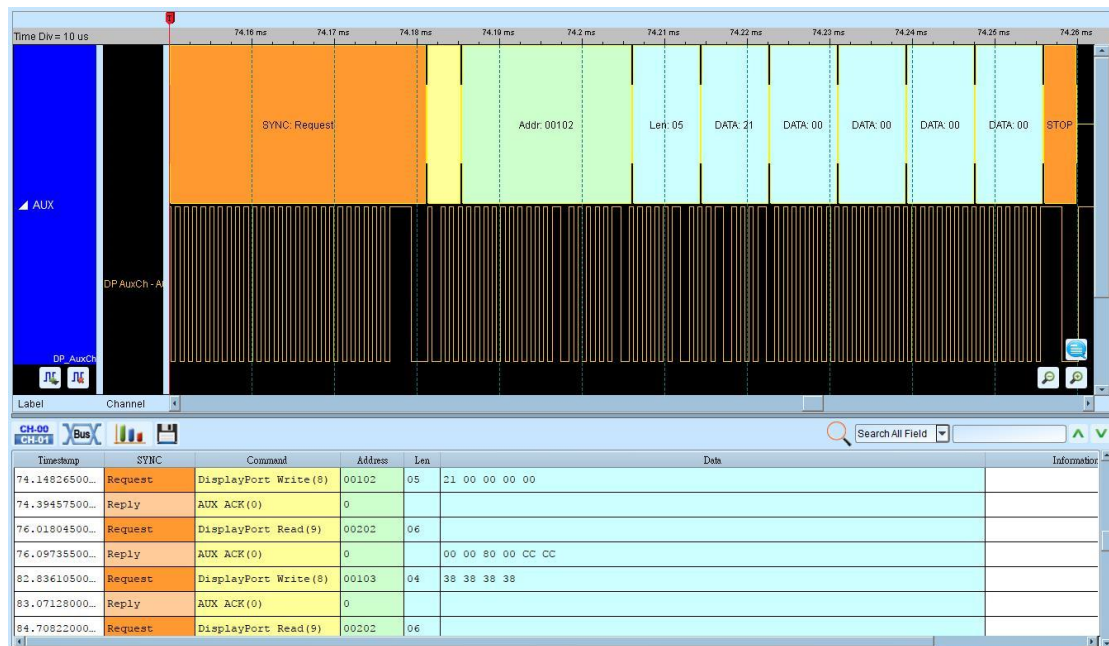 Time Div = 10 us
74.16 ms 74.17 ms 74.18 ms 74.19 ms 74.2 ms 74.21 ms 74.22 ms 74.23 ms 74.24 ms 74.25 ms 74.26 ms
SYNC: Request Addr: 00102 Len: 05 DATA: 21 DATA: 00 DATA: 00 DATA: 00 DATA: 00 STOP
AUX
DP AuxCh - A
DP_AuxCh
Label Channel
CH-00 CH-01 Bus Search All Field
Timestamp SYNC Command Address Len Data Information
74.14826500... Request DisplayPort Write(8) 00102 05 21 00 00 00 00
74.39457500... Reply AUX ACK(0) 0
76.01804500... Request DisplayPort Read(9) 00202 06
76.09735500... Reply AUX ACK(0) 0 00 00 80 00 CC CC
82.83610500... Request DisplayPort Write(8) 00103 04 38 38 38 38
83.07128000... Reply AUX ACK(0) 0
84.70822000... Request DisplayPort Read(9) 00202 06